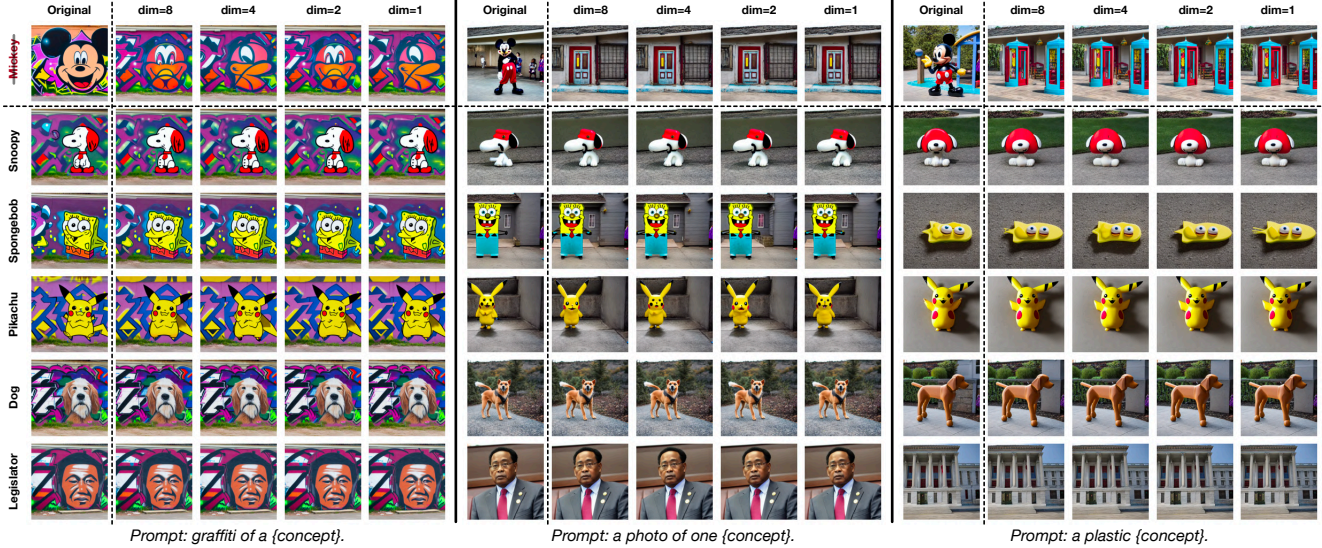 Original dim=8 dim=4 dim=2 dim=1 Original dim=8 dim=4 dim=2 dim=1 Original dim=8 dim=4 dim=2 dim=1
Mickey
Snoopy
Spongebob
Pikachu
Dog
Legislator
Prompt: graffiti of a {concept}. Prompt: a photo of one {concept}. Prompt: a plastic {concept}.